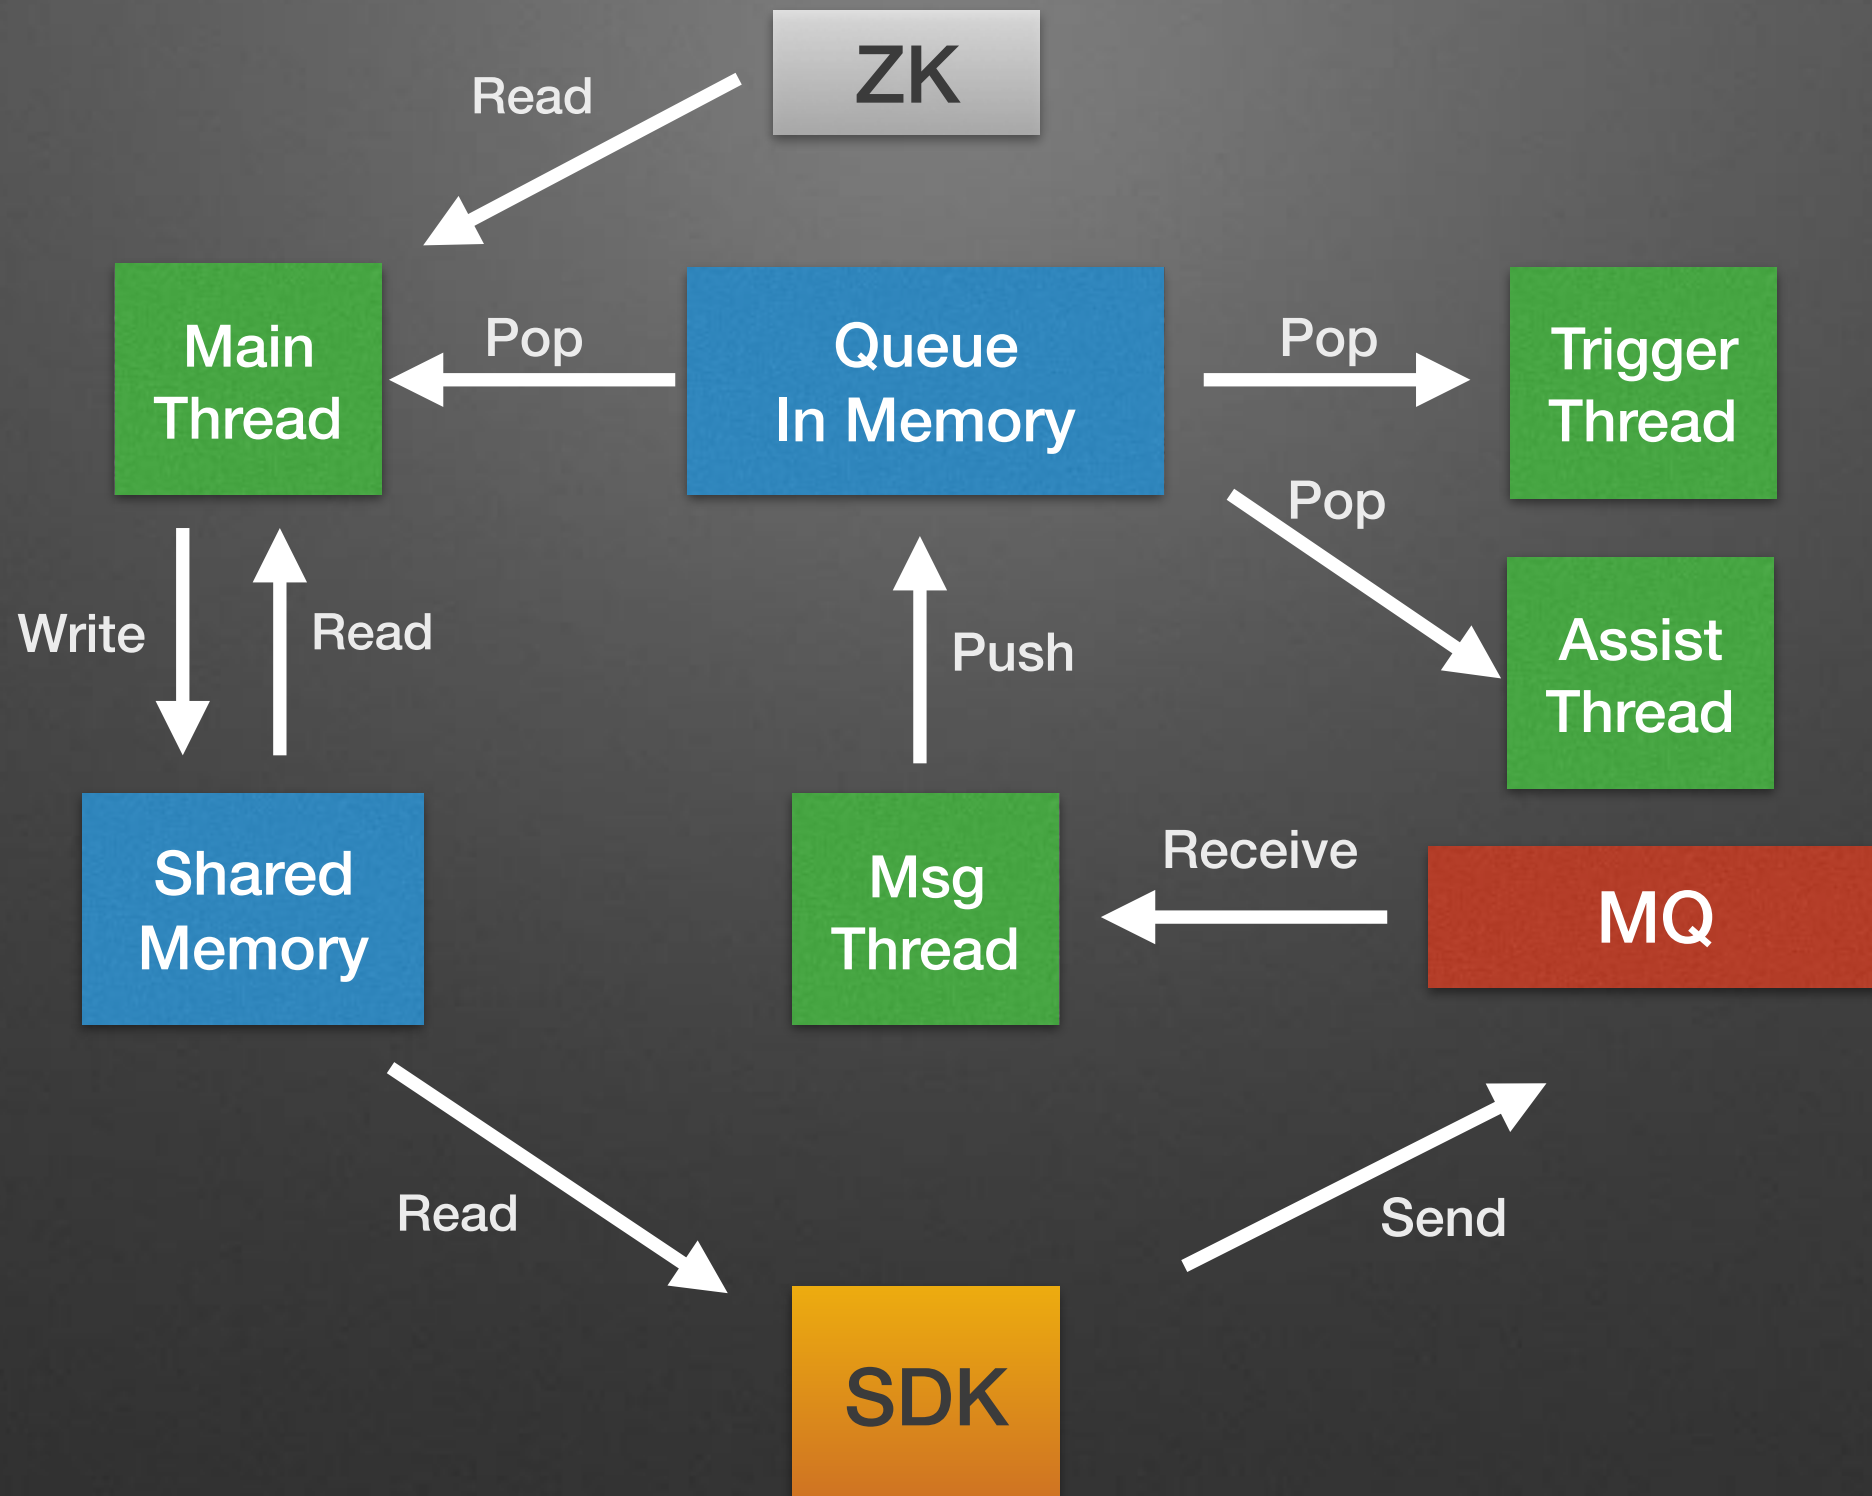 ZK
Read
Main
Thread
Pop
Queue
In Memory
Pop
Trigger
Thread
Pop
Write
Read
Push
Assist
Thread
Shared
Memory
Msg
Thread
Receive
MQ
Read
Send
SDK